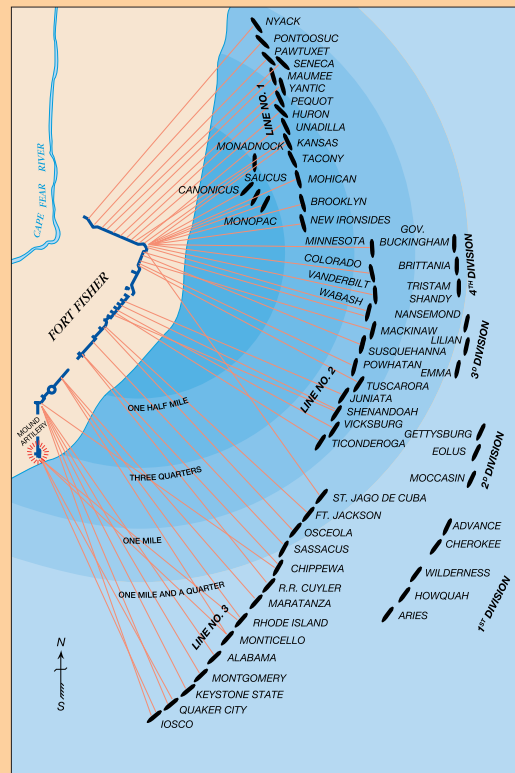 NYACK
PONTOOSUC
PAWTUXET
SENECA
MAUMEE
YANTIC
PEQUOT
HURON
UNADILLA
KANSAS
LINE NO. 1
MONADNOCK
TACONY
SAUCUS
CANONICUS
MOHICAN
MONOPAC
BROOKLYN
NEW IRONSIDES
CAPE FEAR RIVER
FORT FISHER
MOUND
ARTILERY
MINNESOTA
COLORADO
VANDERBILT
WABASH
MACKINAW
SUSQUEHANNA
POWHATAN
TUSCARORA
JUNIATA
SHENANDOAH
VICKSBURG
TICONDEROGA
LINE NO. 2
GOV.
BUCKINGHAM
BRITTANIA
TRISTAM
SHANDY
4TH DIVISION
NANSEMOND
LILIAN
EMMA
3D DIVISION
GETTYSBURG
EOLUS
MOCCASIN
2D DIVISION
ADVANCE
CHEROKEE
WILDERNESS
HOWQUAH
ARIES
1ST DIVISION
ONE HALF MILE
THREE QUARTERS
ONE MILE
ONE MILE AND A QUARTER
ST. JAGO DE CUBA
FT. JACKSON
OSCEOLA
SASSACUS
CHIPPEWA
R.R. CUYLER
MARATANZA
RHODE ISLAND
MONTICELLO
ALABAMA
MONTGOMERY
KEYSTONE STATE
QUAKER CITY
IOSCO
LINE NO. 3
N
S